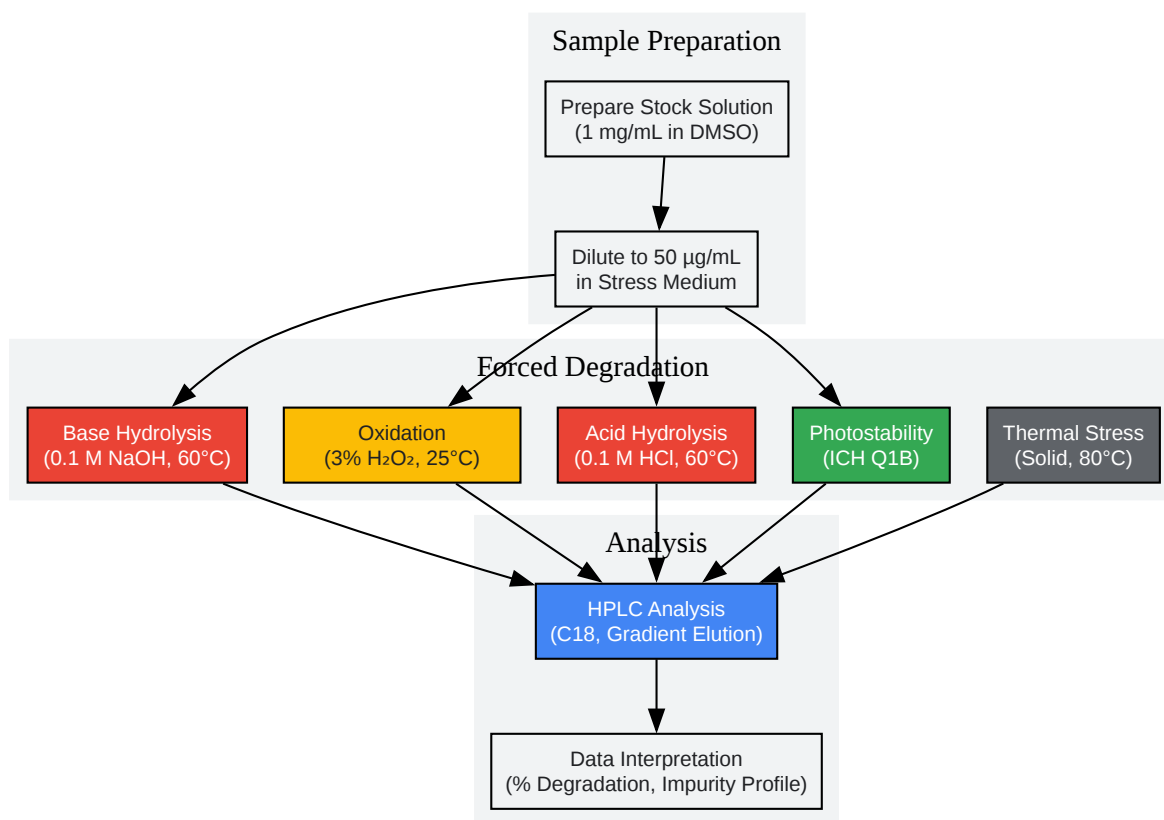 Sample Preparation
Prepare Stock Solution
(1 mg/mL in DMSO)
Dilute to 50 µg/mL
in Stress Medium
Forced Degradation
Base Hydrolysis
(0.1 M NaOH, 60°C)
Oxidation
(3% H₂O₂, 25°C)
Acid Hydrolysis
(0.1 M HCl, 60°C)
Photostability
(ICH Q1B)
Thermal Stress
(Solid, 80°C)
Analysis
HPLC Analysis
(C18, Gradient Elution)
Data Interpretation
(% Degradation, Impurity Profile)